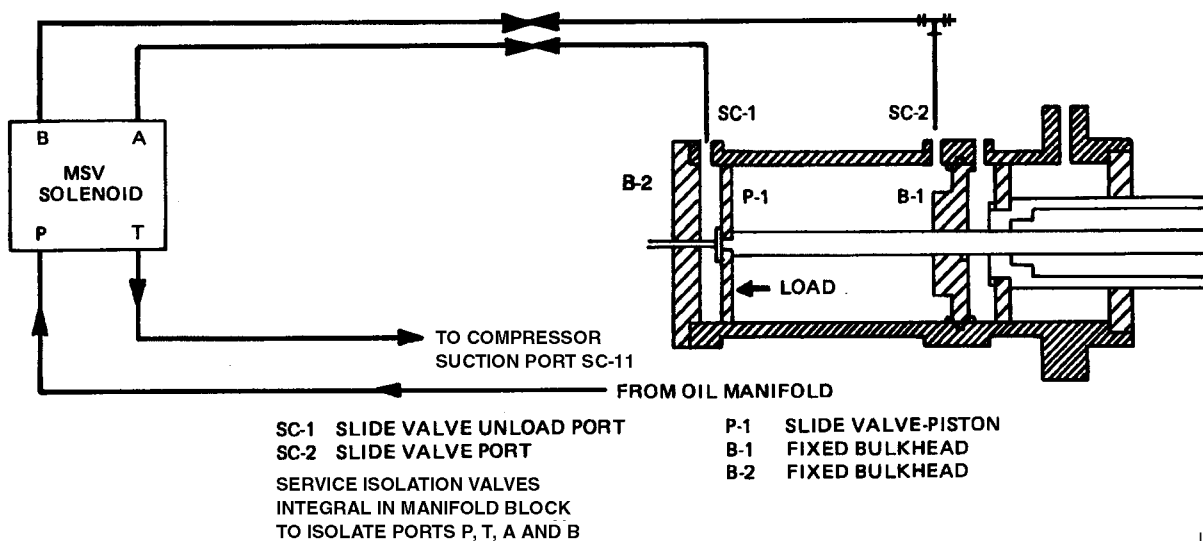 SC-1
SC-2
B A
MSV
SOLENOID
P T
B-2
P-1
B-1
LOAD
TO COMPRESSOR
SUCTION PORT SC-11
FROM OIL MANIFOLD
SC-1 SLIDE VALVE UNLOAD PORT
SC-2 SLIDE VALVE PORT
SERVICE ISOLATION VALVES
INTEGRAL IN MANIFOLD BLOCK
TO ISOLATE PORTS P, T, A AND B
P-1 SLIDE VALVE-PISTON
B-1 FIXED BULKHEAD
B-2 FIXED BULKHEAD